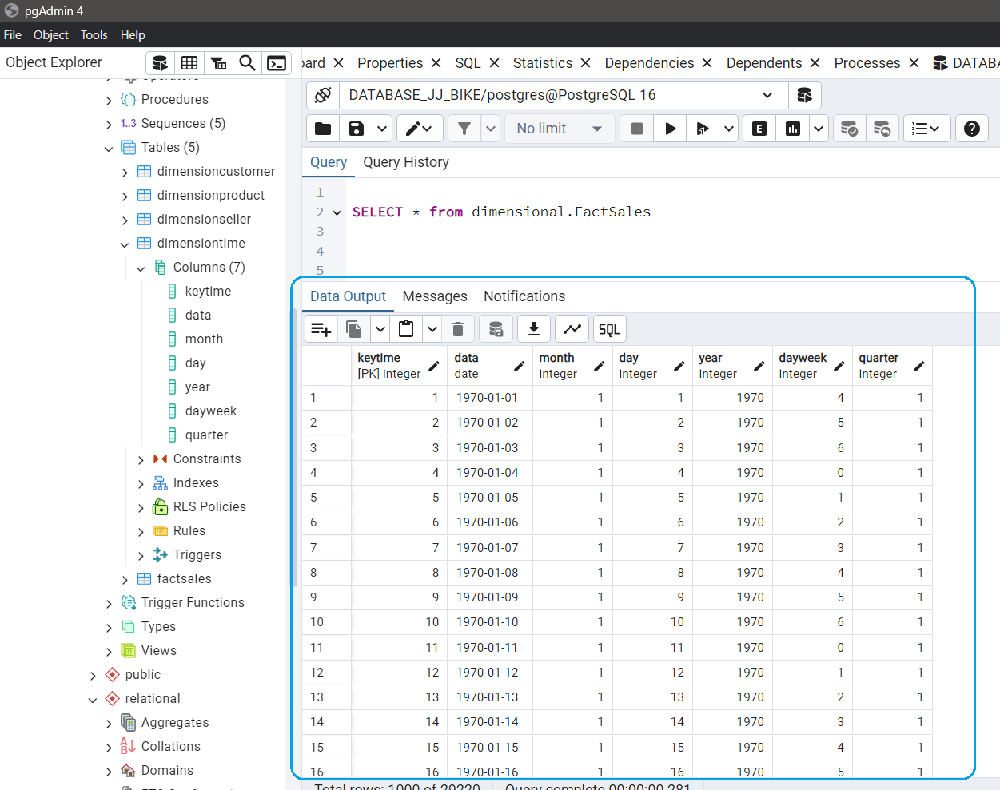 pgAdmin 4
File Object Tools Help
Object Explorer
Operators
Procedures
1..3 Sequences (5)
Tables (5)
dimensioncustomer
dimensionproduct
dimensionseller
dimensiontime
Columns (7)
keytime
data
month
day
year
dayweek
quarter
Constraints
Indexes
RLS Policies
Rules
Triggers
factsales
Trigger Functions
Types
Views
public
relational
Aggregates
Collations
Domains
oard Properties SQL Statistics Dependencies Dependents Processes DATABA
DATABASE_JJ_BIKE/postgres@PostgreSQL 16
No limit E
Query Query History
1
2 SELECT * from dimensional.FactSales
3
4
5
Data Output Messages Notifications
SQL
keytime data month day year dayweek quarter
[PK] integer date integer integer integer integer integer
1 1 1970-01-01 1 1 1970 4 1
2 2 1970-01-02 1 2 1970 5 1
3 3 1970-01-03 1 3 1970 6 1
4 4 1970-01-04 1 4 1970 0 1
5 5 1970-01-05 1 5 1970 1 1
6 6 1970-01-06 1 6 1970 2 1
7 7 1970-01-07 1 7 1970 3 1
8 8 1970-01-08 1 8 1970 4 1
9 9 1970-01-09 1 9 1970 5 1
10 10 1970-01-10 1 10 1970 6 1
11 11 1970-01-11 1 11 1970 0 1
12 12 1970-01-12 1 12 1970 1 1
13 13 1970-01-13 1 13 1970 2 1
14 14 1970-01-14 1 14 1970 3 1
15 15 1970-01-15 1 15 1970 4 1
16 16 1970-01-16 1 16 1970 5 1
Total rows: 1000 of 29220 Query complete 00:00:00.281